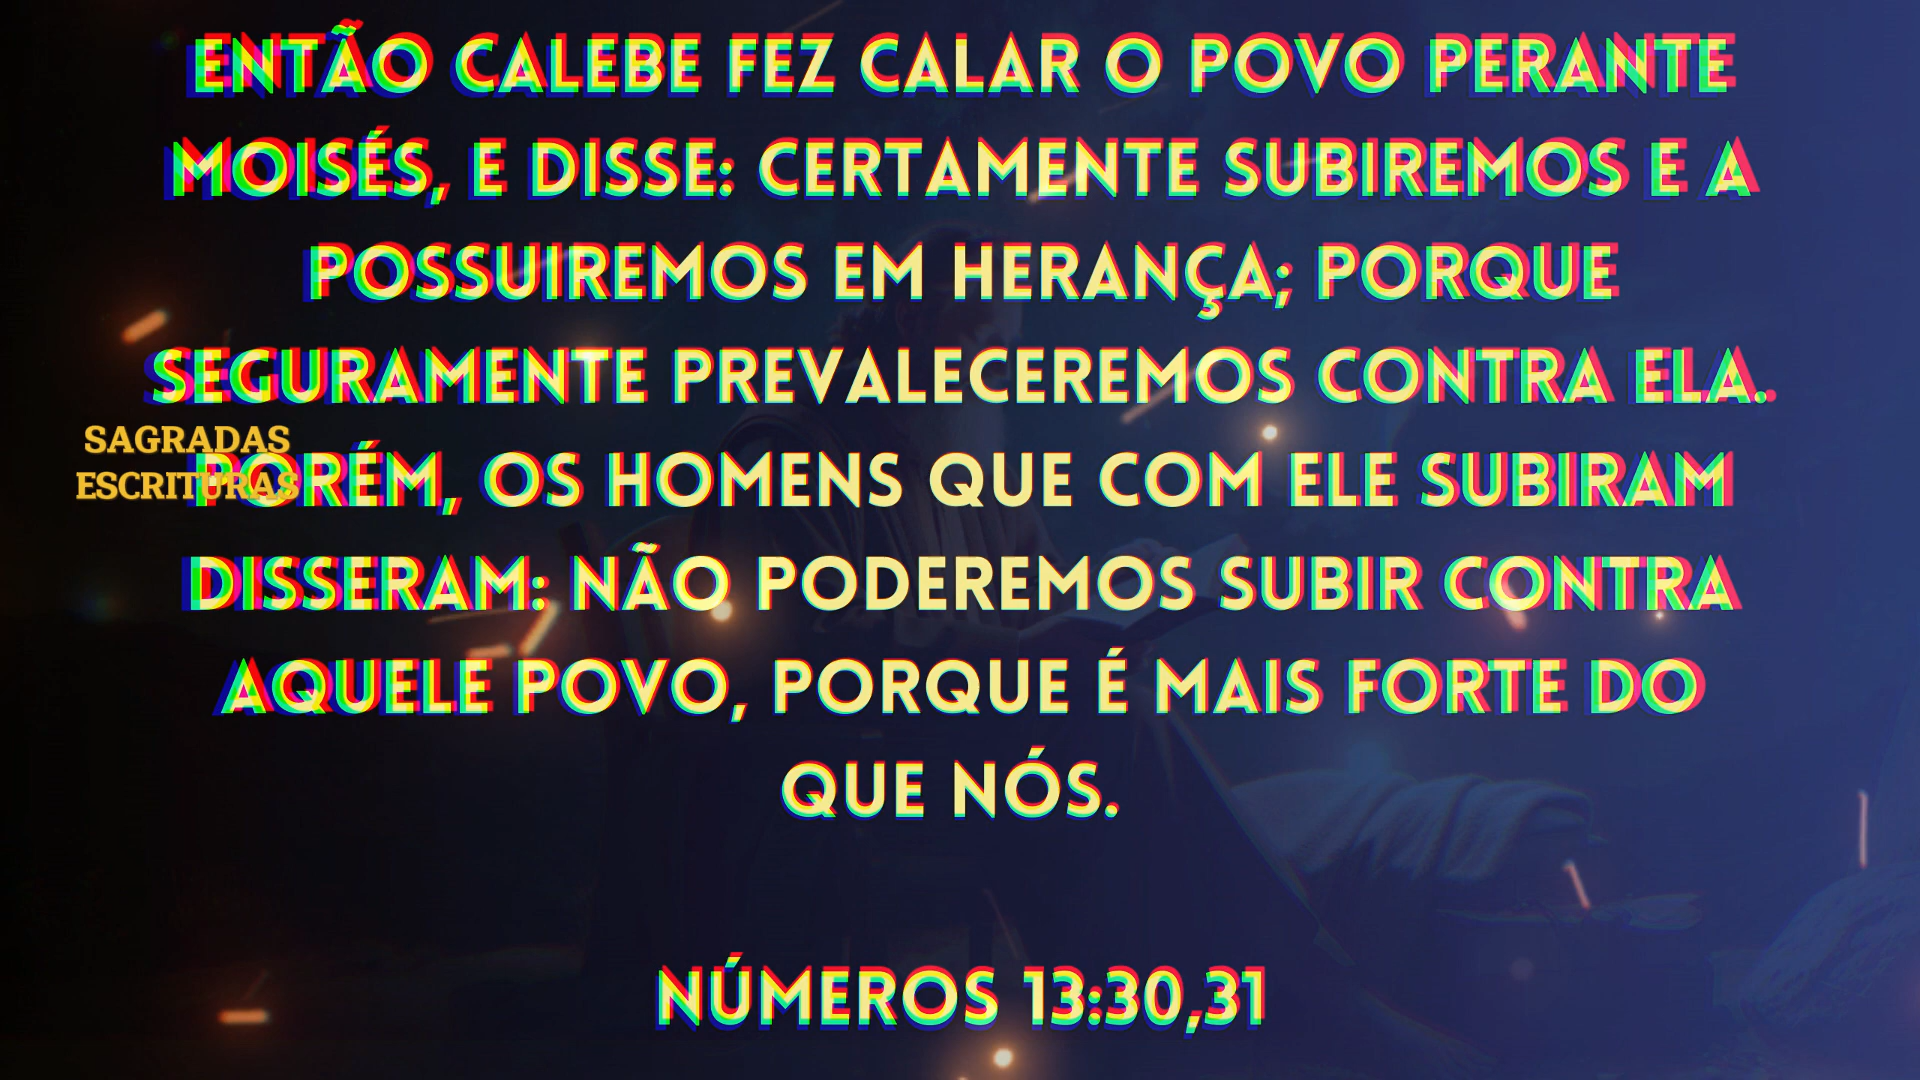 ENTÃO CALEBE FEZ CALAR O POVO PERANTE
MOISÉS, E DISSE: CERTAMENTE SUBIREMOS E A
POSSUIREMOS EM HERANÇA; PORQUE
SEGURAMENTE PREVALECEREMOS CONTRA ELA.
SAGRADAS
ESCRITURAS
PORÉM, OS HOMENS QUE COM ELE SUBIRAM
DISSERAM: NÃO PODEREMOS SUBIR CONTRA
AQUELE POVO, PORQUE É MAIS FORTE DO
QUE NÓS.
NÚMEROS 13:30,31